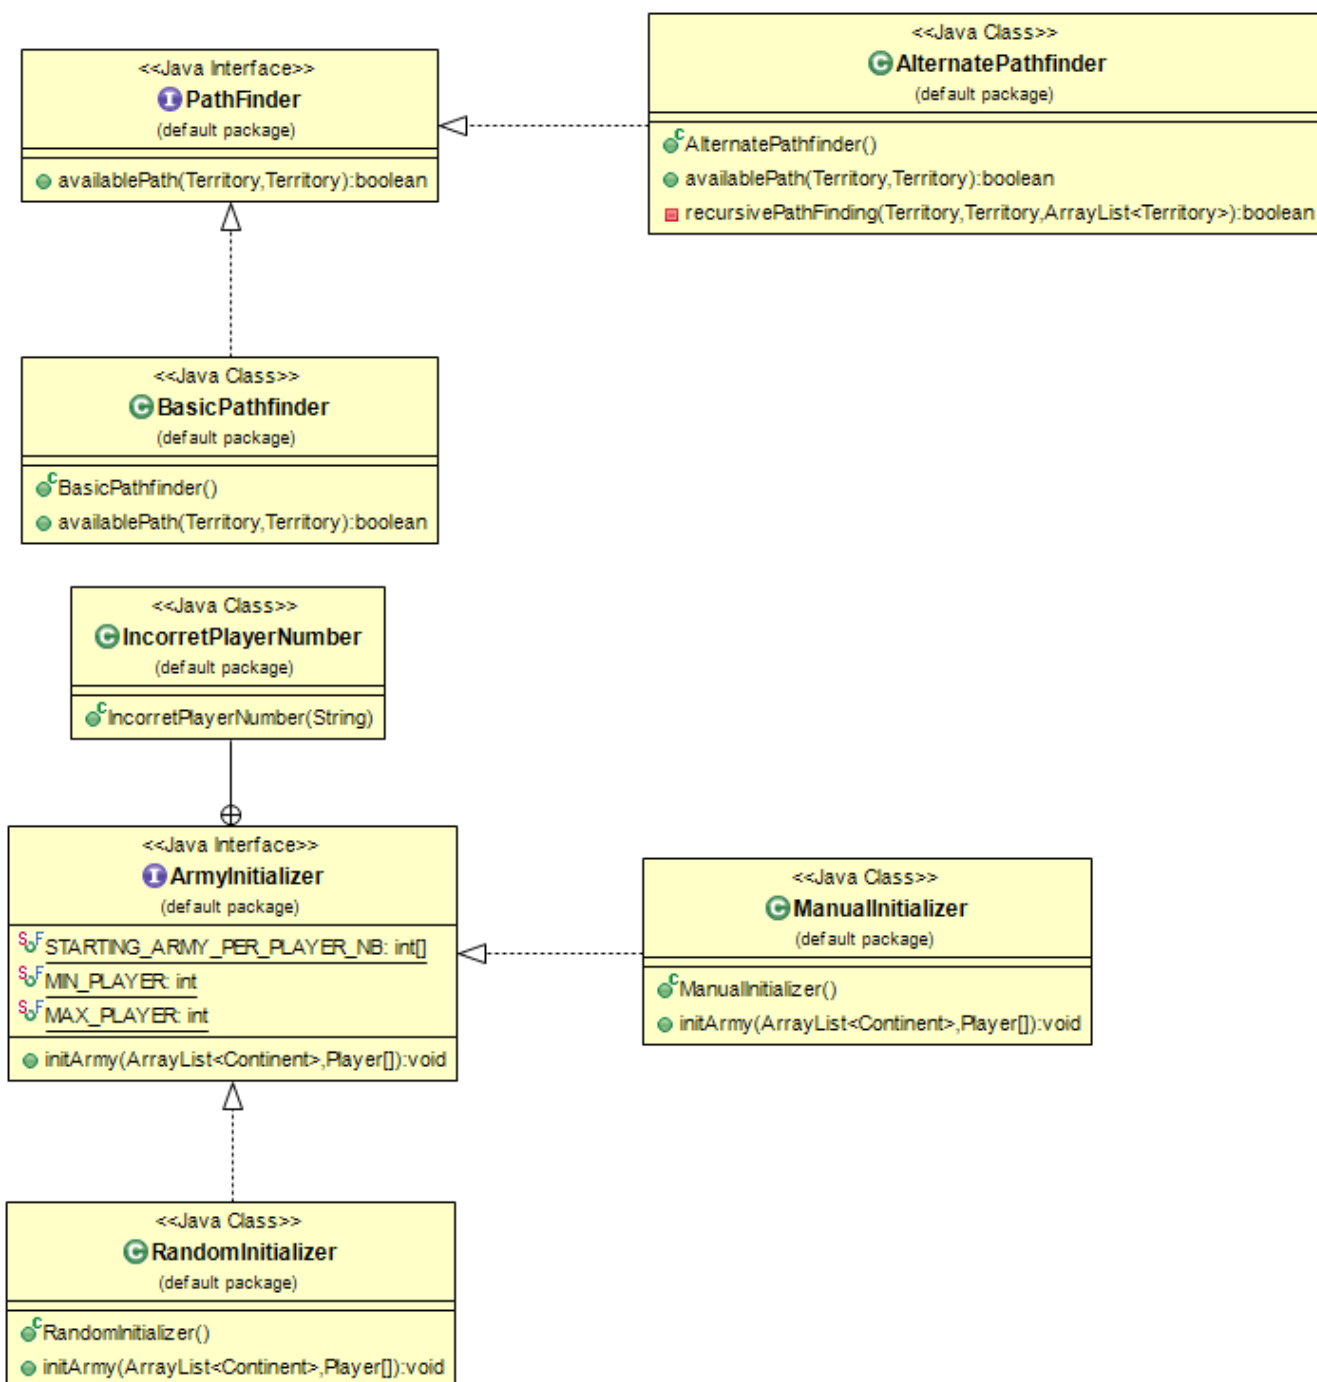 <<Java Interface>>
PathFinder
(default package)
availablePath(Territory,Territory):boolean
<<Java Class>>
AlternatePathfinder
(default package)
AlternatePathfinder()
availablePath(Territory,Territory):boolean
recursivePathFinding(Territory,Territory,ArrayList<Territory>):boolean
<<Java Class>>
BasicPathfinder
(default package)
BasicPathfinder()
availablePath(Territory,Territory):boolean
<<Java Class>>
IncorretPlayerNumber
(default package)
IncorretPlayerNumber(String)
<<Java Interface>>
ArmyInitializer
(default package)
STARTING_ARMY_PER_PLAYER_NB: int[]
MIN_PLAYER: int
MAX_PLAYER: int
initArmy(ArrayList<Continent>,Player[]):void
<<Java Class>>
ManualInitializer
(default package)
ManualInitializer()
initArmy(ArrayList<Continent>,Player[]):void
<<Java Class>>
RandomInitializer
(default package)
RandomInitializer()
initArmy(ArrayList<Continent>,Player[]):void